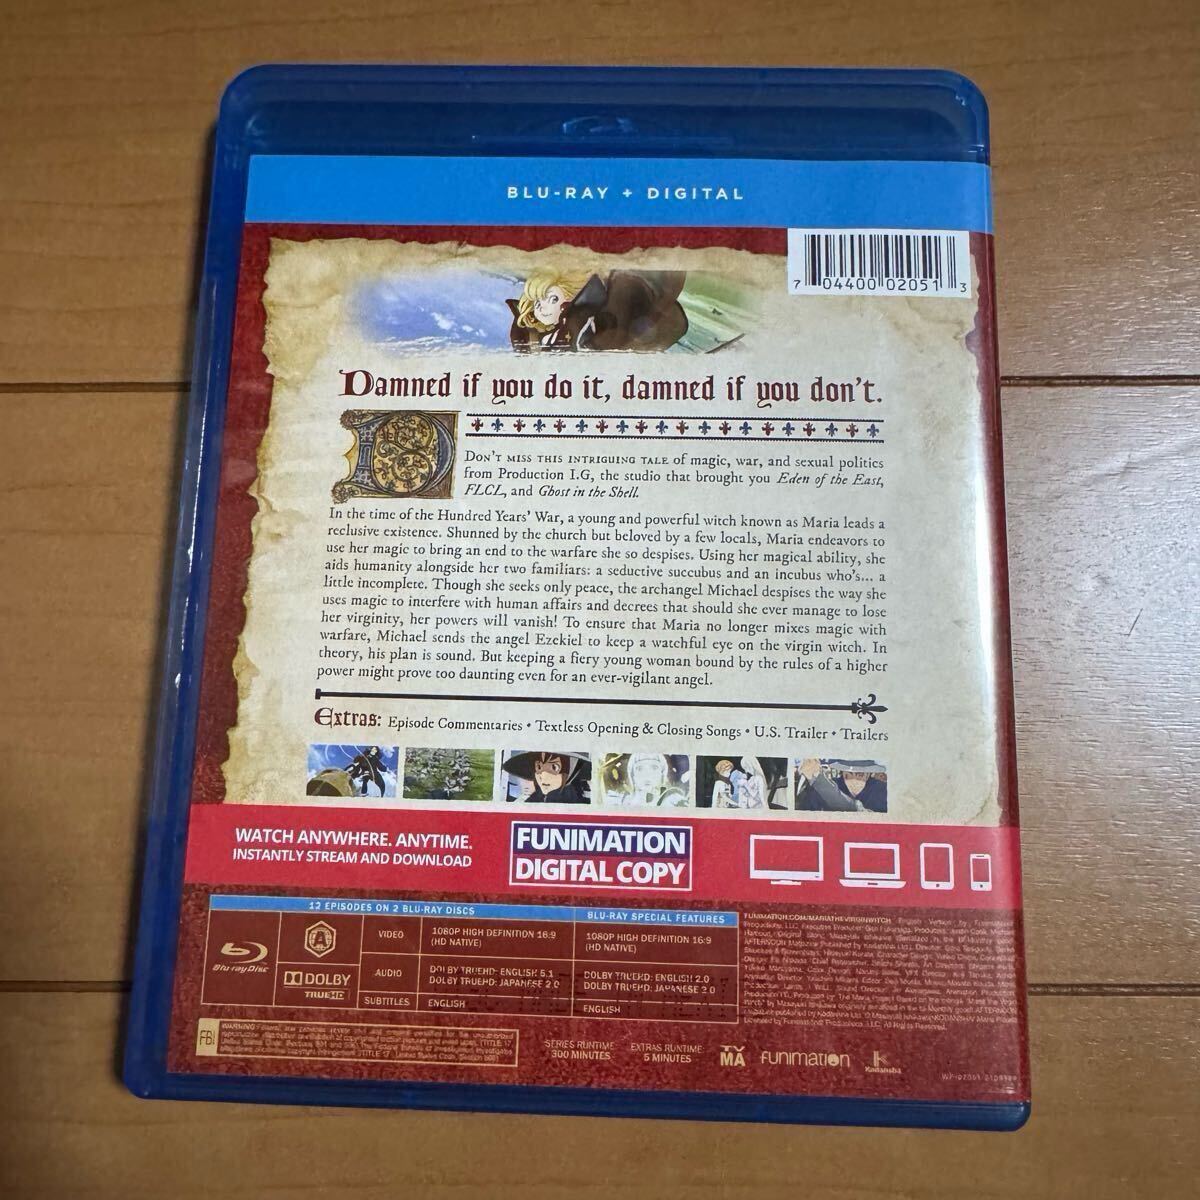 BLU-RAY + DIGITAL
7 04400 02051 3
Damned if you do it, damned if you don't.
DON'T MISS THIS INTRIGUING TALE of magic, war, and sexual politics
from Production I.G, the studio that brought you Eden of the East,
FLCL, and Ghost in the Shell.
In the time of the Hundred Years' War, a young and powerful witch known as Maria leads a
reclusive existence. Shunned by the church but beloved by a few locals, Maria endeavors to
use her magic to bring an end to the warfare she so despises. Using her magical ability, she
aids humanity alongside her two familiars: a seductive succubus and an incubus who's... a
little incomplete. Though she seeks only peace, the archangel Michael despises the way she
uses magic to interfere with human affairs and decrees that should she ever manage to lose
her virginity, her powers will vanish! To ensure that Maria no longer mixes magic with
warfare, Michael sends the angel Ezekiel to keep a watchful eye on the virgin witch. In
theory, his plan is sound. But keeping a fiery young woman bound by the rules of a higher
power might prove too daunting even for an ever-vigilant angel.
Extras: Episode Commentaries • Textless Opening & Closing Songs • U.S. Trailer • Trailers
WATCH ANYWHERE. ANYTIME.
INSTANTLY STREAM AND DOWNLOAD
FUNIMATION
DIGITAL COPY
12 EPISODES ON 2 BLU-RAY DISCS
BLU-RAY SPECIAL FEATURES
Blu-ray Disc
A
DOLBY
TRUEHD
VIDEO
1080P HIGH DEFINITION 16:9
(HD NATIVE)
1080P HIGH DEFINITION 16:9
(HD NATIVE)
AUDIO
DOLBY TRUEHD: ENGLISH 5.1
DOLBY TRUEHD: JAPANESE 2.0
DOLBY TRUEHD: ENGLISH 2.0
DOLBY TRUEHD: JAPANESE 2.0
SUBTITLES
ENGLISH
ENGLISH
FUNIMATION.COM/MARIATHEVIRGINWITCH
FBI
WARNING
SERIES RUNTIME:
300 MINUTES
EXTRAS RUNTIME:
5 MINUTES
TV
MA
FUNIMATION
Kodansha